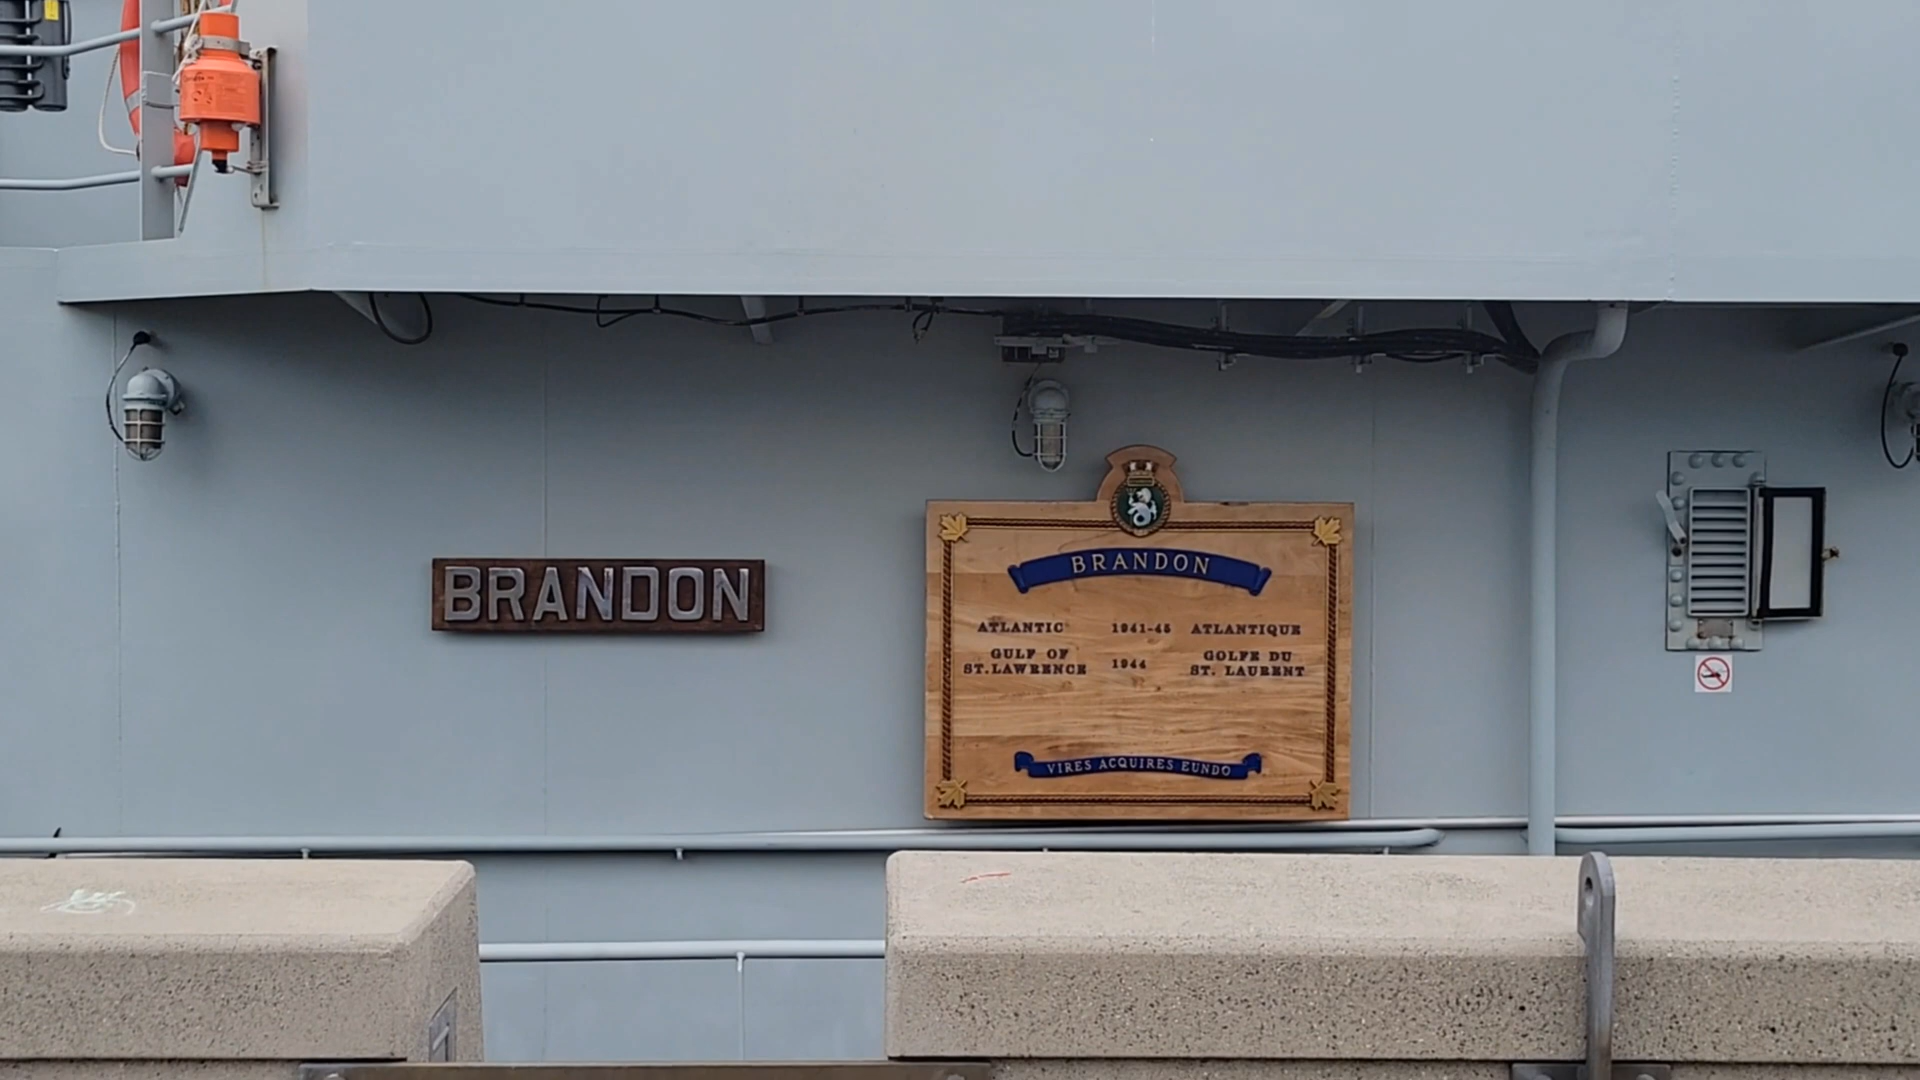 BRANDON
BRANDON
ATLANTIC 1941-45 ATLANTIQUE
GULF OF ST.LAWRENCE 1944 GOLFE DU ST. LAURENT
VIRES ACQUIRES EUNDO